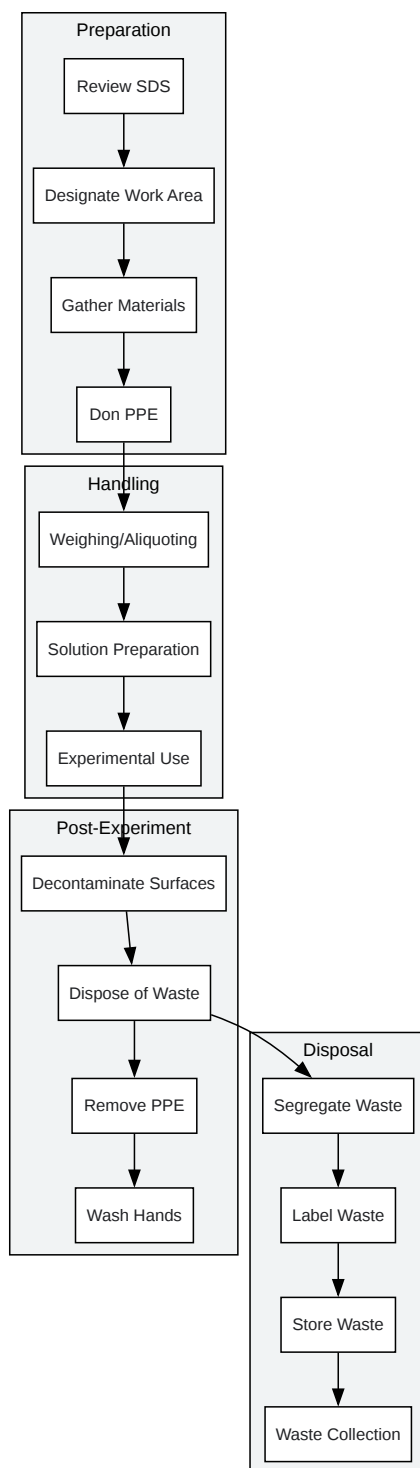 Preparation
Review SDS
Designate Work Area
Gather Materials
Don PPE
Handling
Weighing/Aliquoting
Solution Preparation
Experimental Use
Post-Experiment
Decontaminate Surfaces
Dispose of Waste
Remove PPE
Wash Hands
Disposal
Segregate Waste
Label Waste
Store Waste
Waste Collection